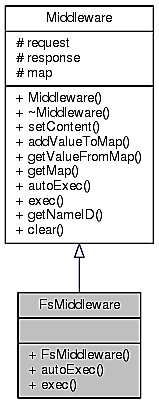 Middleware
# request
# response
# map
+ Middleware()
+ ~Middleware()
+ setContent()
+ addValueToMap()
+ getValueFromMap()
+ getMap()
+ autoExec()
+ exec()
+ getNameID()
+ clear()
FsMiddleware
+ FsMiddleware()
+ autoExec()
+ exec()